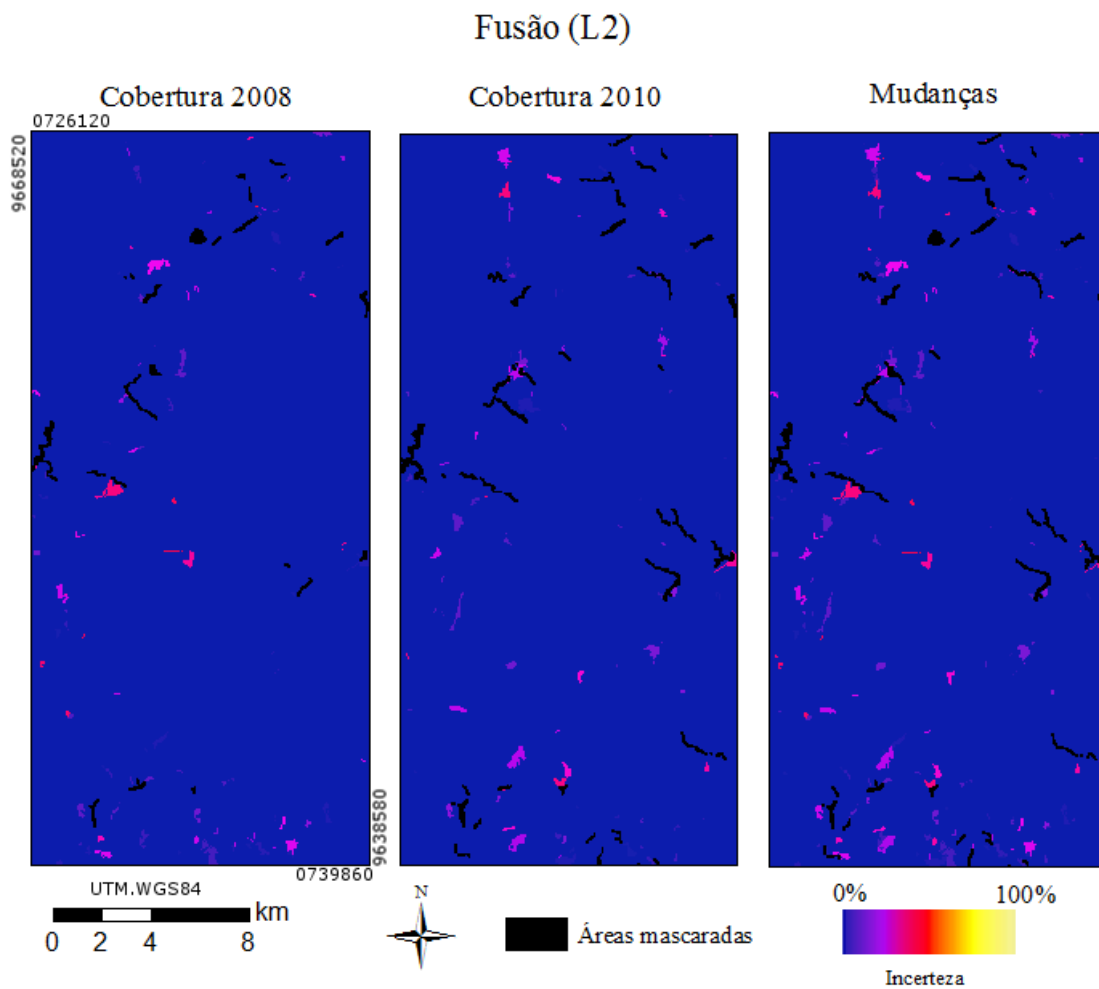 Fusão (L2)
Cobertura 2008
Cobertura 2010
Mudanças
0726120
9668520
9638580
0739860
UTM.WGS84
km
0 2 4 8
N
Áreas mascaradas
0% 100%
Incerteza